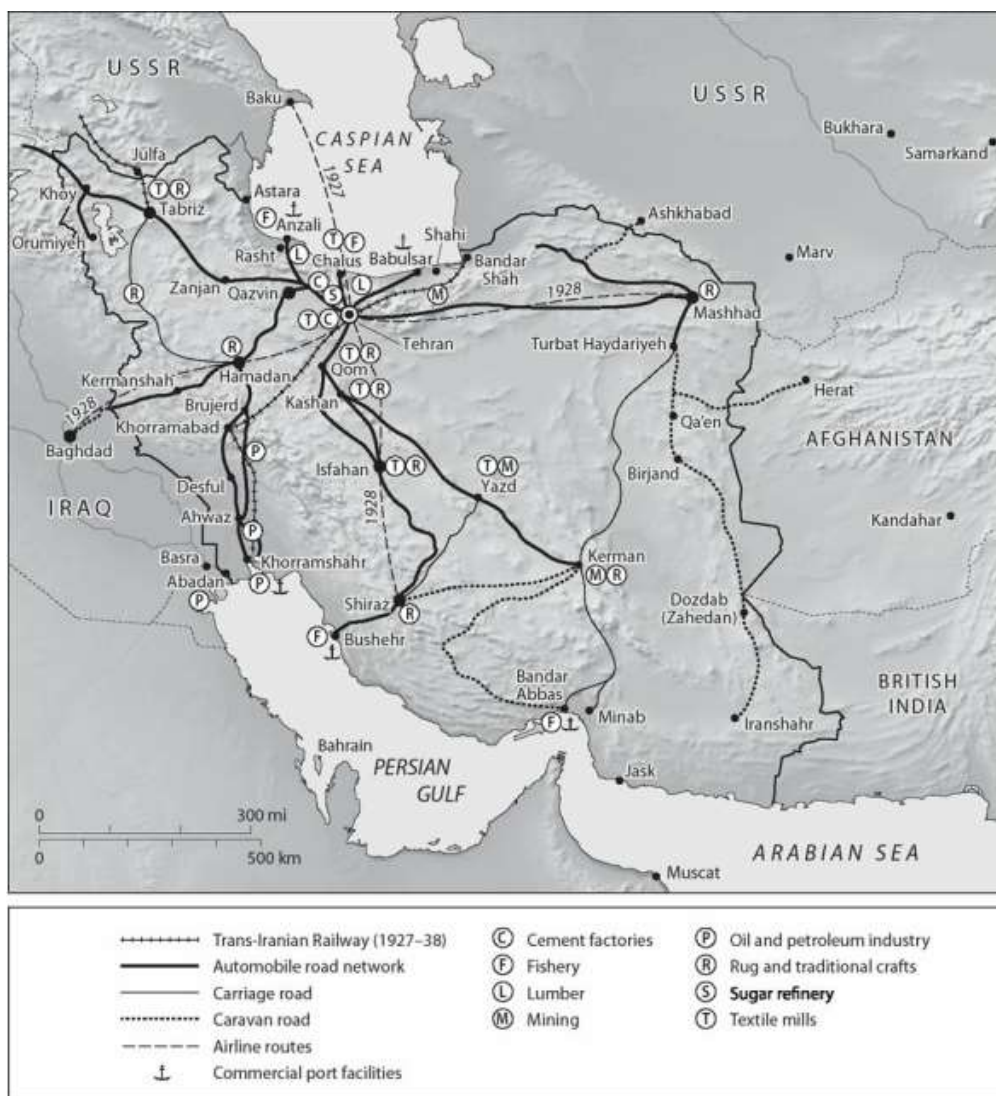 USSR
USSR
Baku
CASPIAN
SEA
1927
Bukhara
Samarkand
Julfa
T R
Khoy
Tabriz
Astara
F
Anzali
Ashkhabad
Orumiyeh
Rasht
L
T F
Chalus
Babulsar
Shahi
Bandar
Shah
Marv
Zanjan
Qazvin
C
S
L
M
1928
R
Mashhad
R
T C
Tehran
Turbat Haydariyeh
R
Hamadan
T R
Qom
Kermanshah
T R
Kashan
Herat
Brujerd
1928
Khorramabad
Qa'en
Baghdad
P
AFGHANISTAN
Isfahan
T R
T M
Yazd
Birjand
Desful
IRAQ
1928
Ahwaz
Kandahar
P
Basra
Khorramshahr
Kerman
M R
Abadan
P
P
Shiraz
R
Dozdab
(Zahedan)
F
Bushehr
Bandar
Abbas
BRITISH
INDIA
F
Minab
Iranshahr
Bahrain
PERSIAN
GULF
Jask
0 300 mi
0 500 km
ARABIAN SEA
Muscat
Trans-Iranian Railway (1927–38)
Automobile road network
Carriage road
Caravan road
Airline routes
Commercial port facilities
C Cement factories
F Fishery
L Lumber
M Mining
P Oil and petroleum industry
R Rug and traditional crafts
S Sugar refinery
T Textile mills